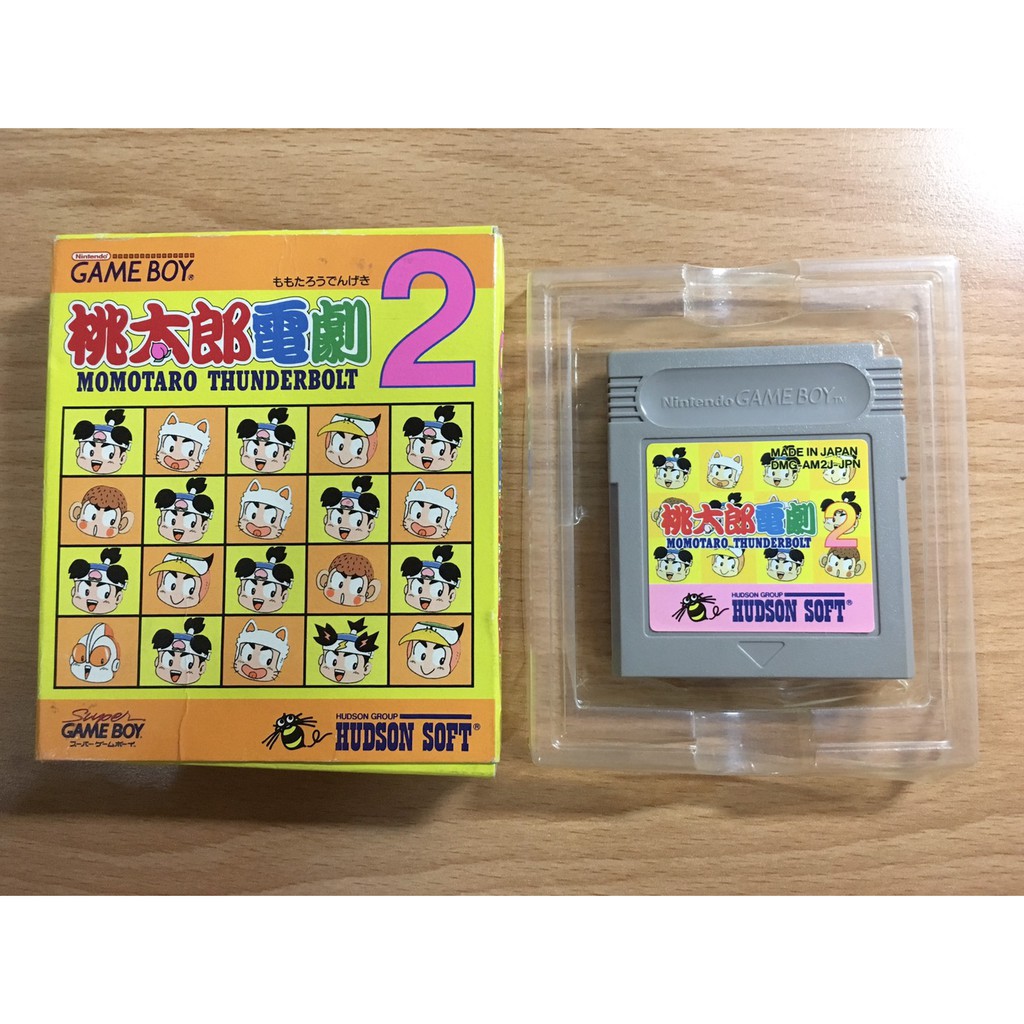 Nintendo
GAME BOY®
ももたろうでんげき
桃太郎電劇2
MOMOTARO THUNDERBOLT
Super
GAME BOY
スーパーゲームボーイ
HUDSON GROUP
HUDSON SOFT®
Nintendo GAME BOY™
MADE IN JAPAN
DMG-AM2J-JPN
桃太郎電劇2
MOMOTARO THUNDERBOLT
HUDSON GROUP
HUDSON SOFT®